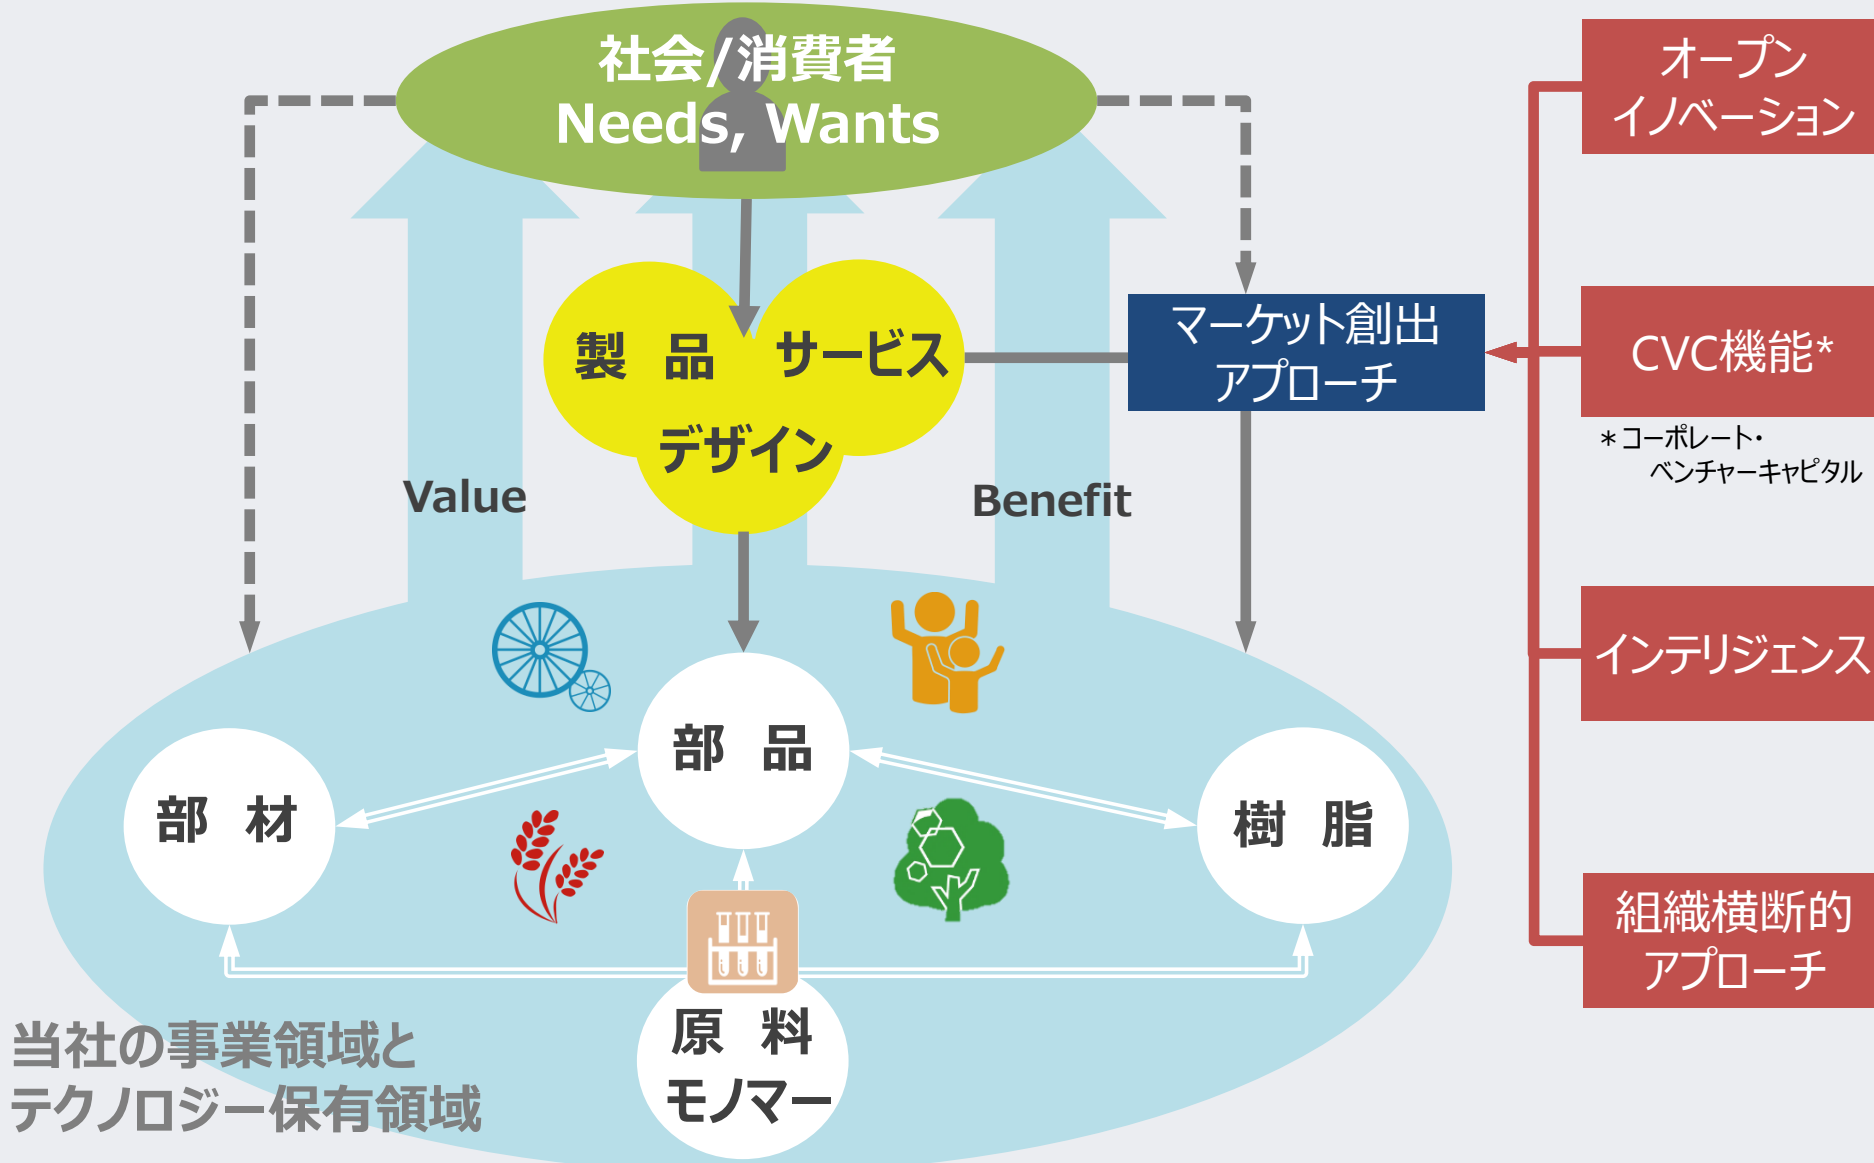 社会/消費者
Needs, Wants
製 品
サービス
デザイン
Value
Benefit
マーケット創出
アプローチ
オープン
イノベーション
CVC機能*
*コーポレート・
ベンチャーキャピタル
インテリジェンス
組織横断的
アプローチ
部 品
部 材
樹 脂
原 料
モノマー
当社の事業領域と
テクノロジー保有領域